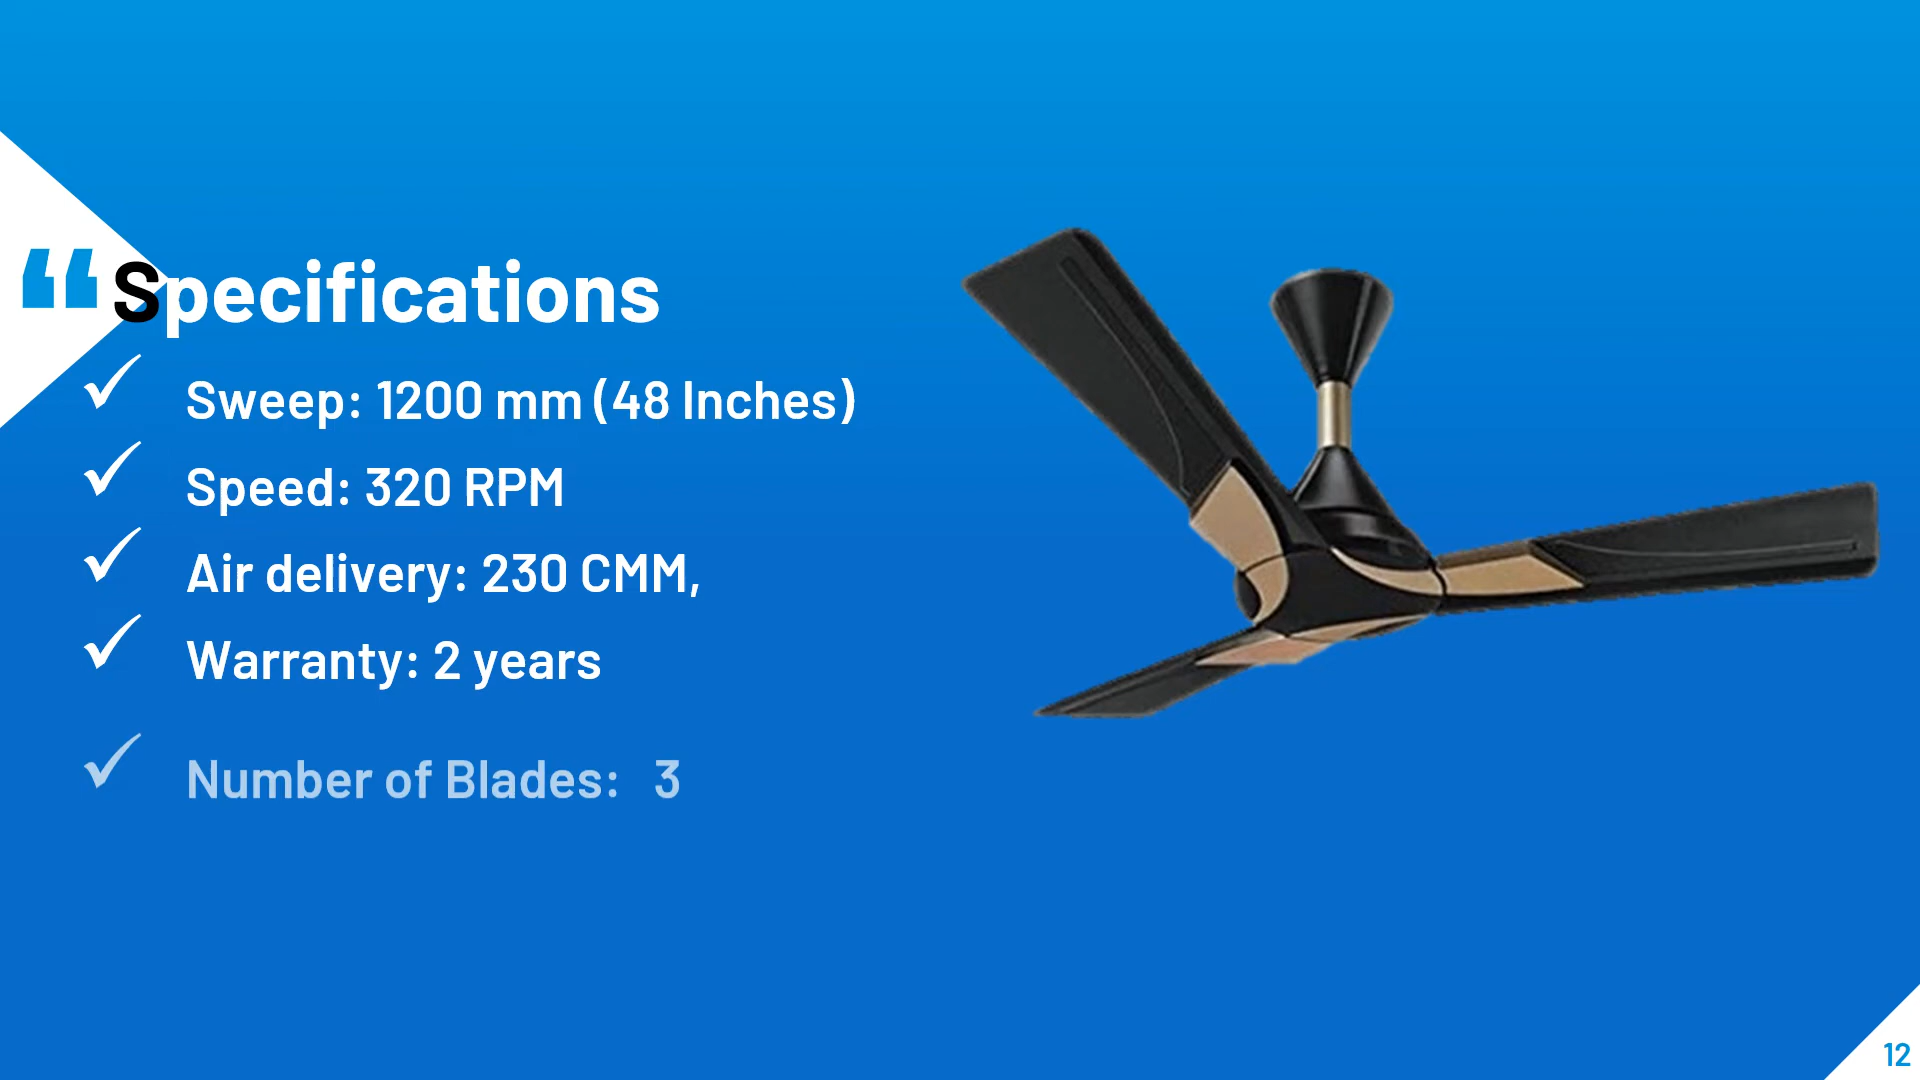 “ Specifications
✓ Sweep: 1200 mm (48 Inches)
✓ Speed: 320 RPM
✓ Air delivery: 230 CMM,
✓ Warranty: 2 years
✓ Number of Blades: 3
12